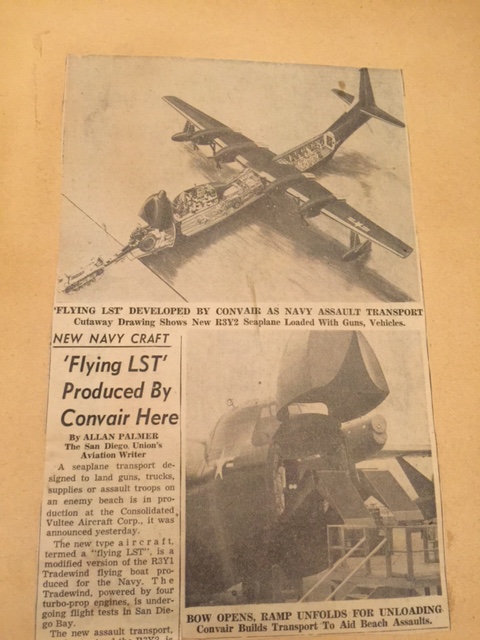 'FLYING LST' DEVELOPED BY CONVAIR AS NAVY ASSAULT TRANSPORT
Cutaway Drawing Shows New R3Y2 Seaplane Loaded With Guns, Vehicles.
NEW NAVY CRAFT
'Flying LST'
Produced By
Convair Here
By ALLAN PALMER
The San Diego Union's
Aviation Writer
A seaplane transport de-
signed to land guns, trucks,
supplies or assault troops on
an enemy beach is in pro-
duction at the Consolidated
Vultee Aircraft Corp., it was
announced yesterday.
The new type aircraft,
termed a "flying LST", is a
modified version of the R3Y1
Tradewind flying boat pro-
duced for the Navy. The
Tradewind, powered by four
turbo-prop engines, is under-
going flight tests in San Die-
go Bay.
The new assault transport,
BOW OPENS, RAMP UNFOLDS FOR UNLOADING
Convair Builds Transport To Aid Beach Assaults.